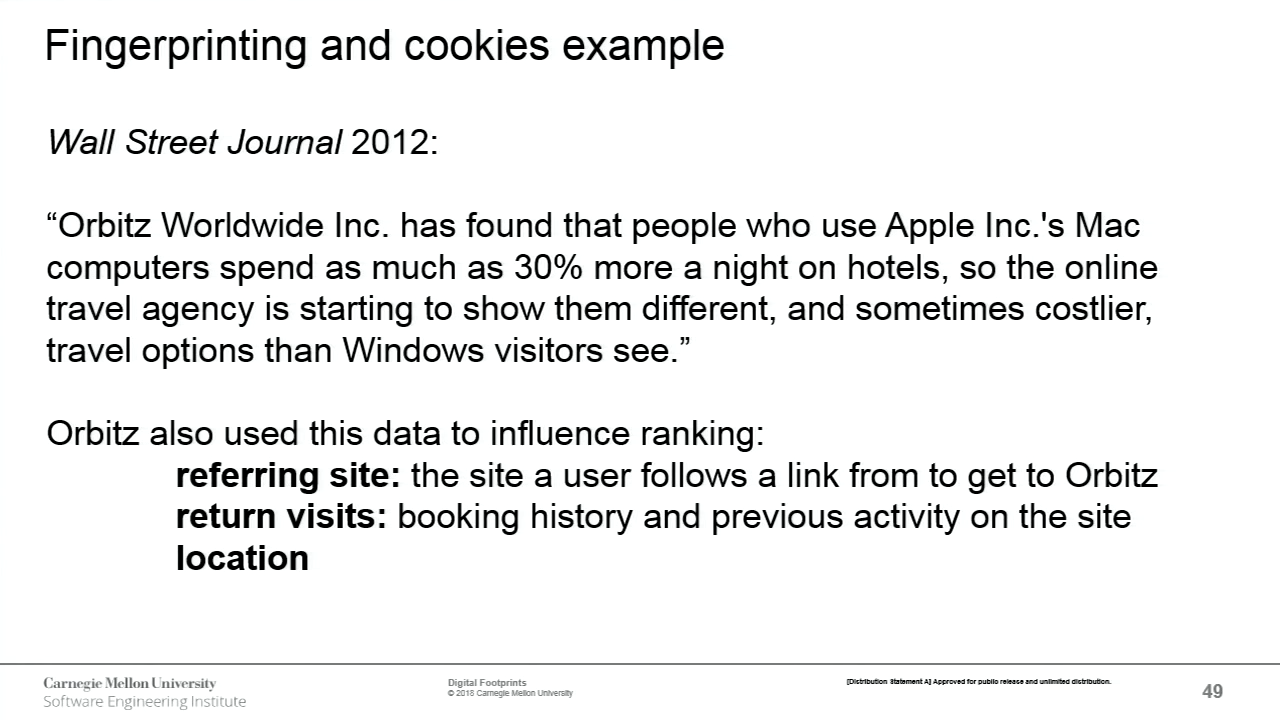 Fingerprinting and cookies example
Wall Street Journal 2012:
“Orbitz Worldwide Inc. has found that people who use Apple Inc.'s Mac
computers spend as much as 30% more a night on hotels, so the online
travel agency is starting to show them different, and sometimes costlier,
travel options than Windows visitors see.”
Orbitz also used this data to influence ranking:
referring site: the site a user follows a link from to get to Orbitz
return visits: booking history and previous activity on the site
location
Carnegie Mellon University
Software Engineering Institute
Digital Footprints
© 2018 Carnegie Mellon University
[Distribution Statement A] Approved for public release and unlimited distribution.
49